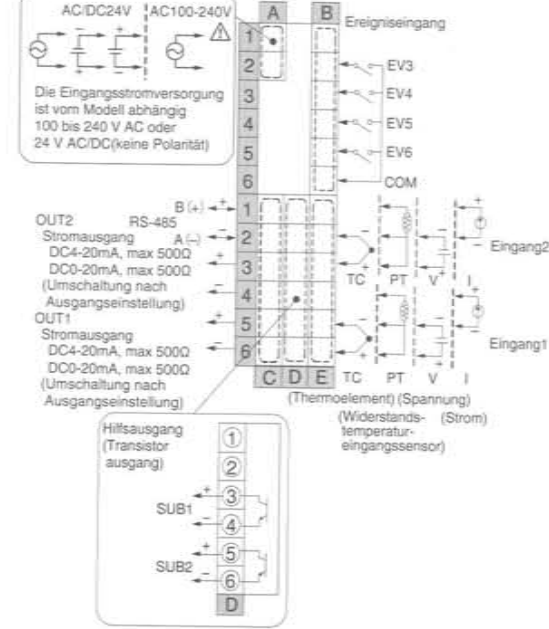 AC/DC24V
AC100-240V
Die Eingangsstromversorgung
ist vom Modell abhängig
100 bis 240 V AC oder
24 V AC/DC(keine Polarität)
A
B
Ereigniseingang
1
2
3
4
5
6
EV3
EV4
EV5
EV6
COM
1
2
3
4
5
6
B (+)
RS-485
A (−)
OUT2
Stromausgang
DC4-20mA, max 500Ω
DC0-20mA, max 500Ω
(Umschaltung nach
Ausgangseinstellung)
OUT1
Stromausgang
DC4-20mA, max 500Ω
DC0-20mA, max 500Ω
(Umschaltung nach
Ausgangseinstellung)
TC PT V I
Eingang2
Eingang1
C D E
TC PT V I
(Thermoelement) (Spannung)
(Widerstands-
temperatur-
eingangssensor)
(Strom)
Hilfsausgang
(Transistor
ausgang)
①
②
③
④
⑤
⑥
SUB1
SUB2
D